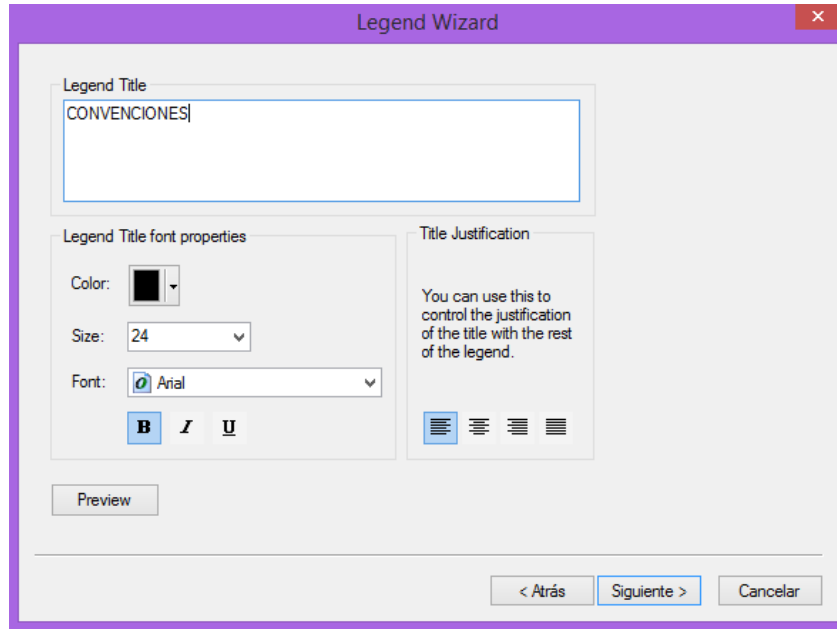 Legend Wizard
Legend Title
CONVENCIONES
Legend Title font properties
Color:
Size: 24
Font: Arial
B I U
Title Justification
You can use this to
control the justification
of the title with the rest
of the legend.
Preview
< Atrás Siguiente > Cancelar